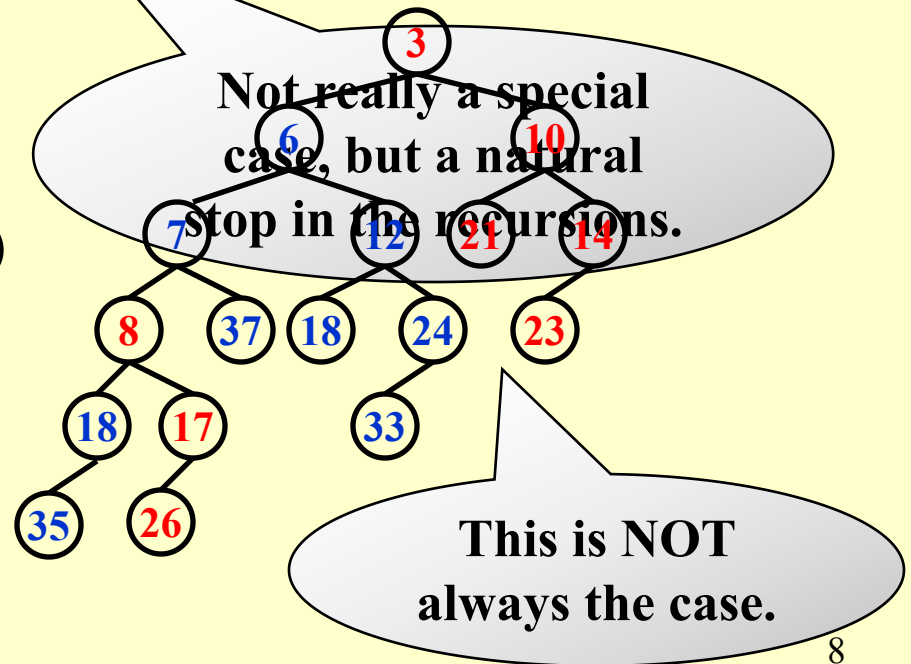 3
Not really a special
6 10
case, but a natural
stop in the recursions.
7 12 21 14
8 37 18 24 23
18 17 33
35 26
This is NOT
always the case.
8